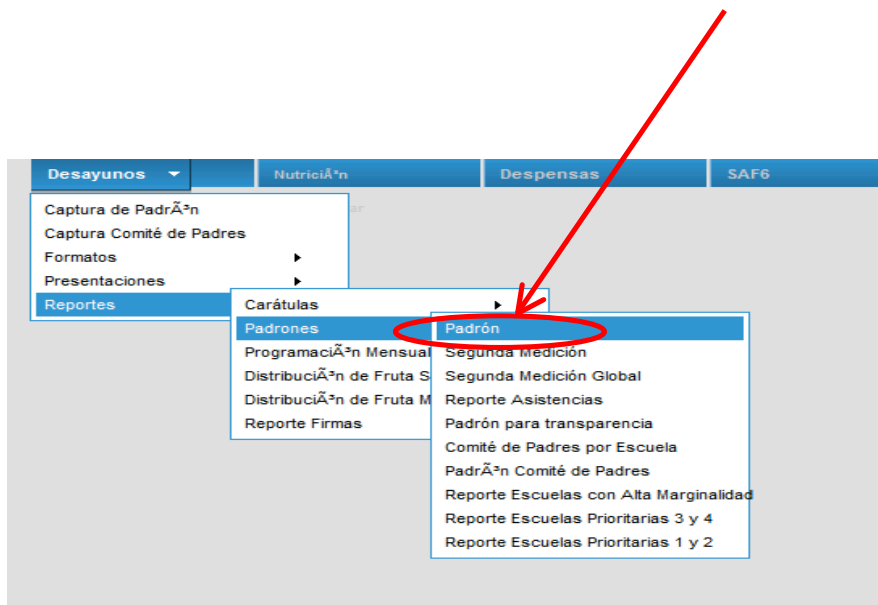 Desayunos NutriciÃ³n Despensas SAF6
Captura de PadrÃ³n
ar
Captura Comité de Padres
Formatos
Presentaciones
Reportes
Carátulas
Padrones
ProgramaciÃ³n Mensual
DistribuciÃ³n de Fruta S
DistribuciÃ³n de Fruta M
Reporte Firmas
Padrón
Segunda Medición
Segunda Medición Global
Reporte Asistencias
Padrón para transparencia
Comité de Padres por Escuela
PadrÃ³n Comité de Padres
Reporte Escuelas con Alta Marginalidad
Reporte Escuelas Prioritarias 3 y 4
Reporte Escuelas Prioritarias 1 y 2